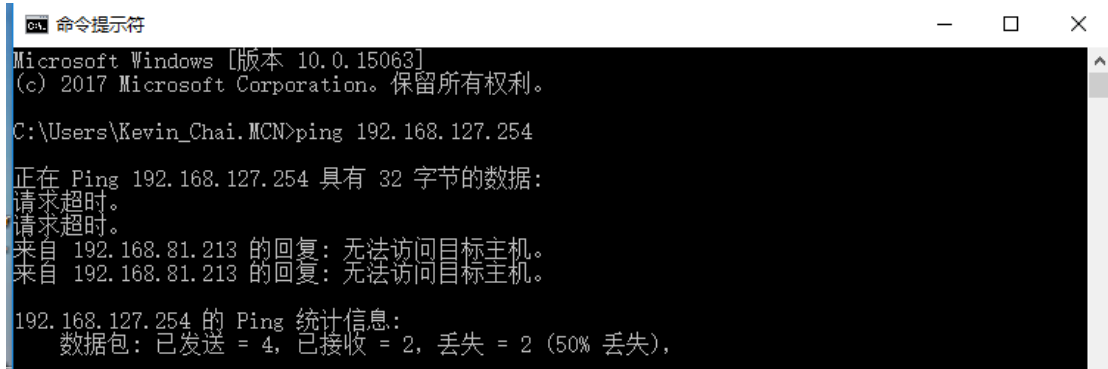 命令提示符
Microsoft Windows [版本 10.0.15063]
(c) 2017 Microsoft Corporation。保留所有权利。
C:\Users\Kevin_Chai.MCN>ping 192.168.127.254
正在 Ping 192.168.127.254 具有 32 字节的数据:
请求超时。
请求超时。
来自 192.168.81.213 的回复: 无法访问目标主机。
来自 192.168.81.213 的回复: 无法访问目标主机。
192.168.127.254 的 Ping 统计信息:
数据包: 已发送 = 4, 已接收 = 2, 丢失 = 2 (50% 丢失),